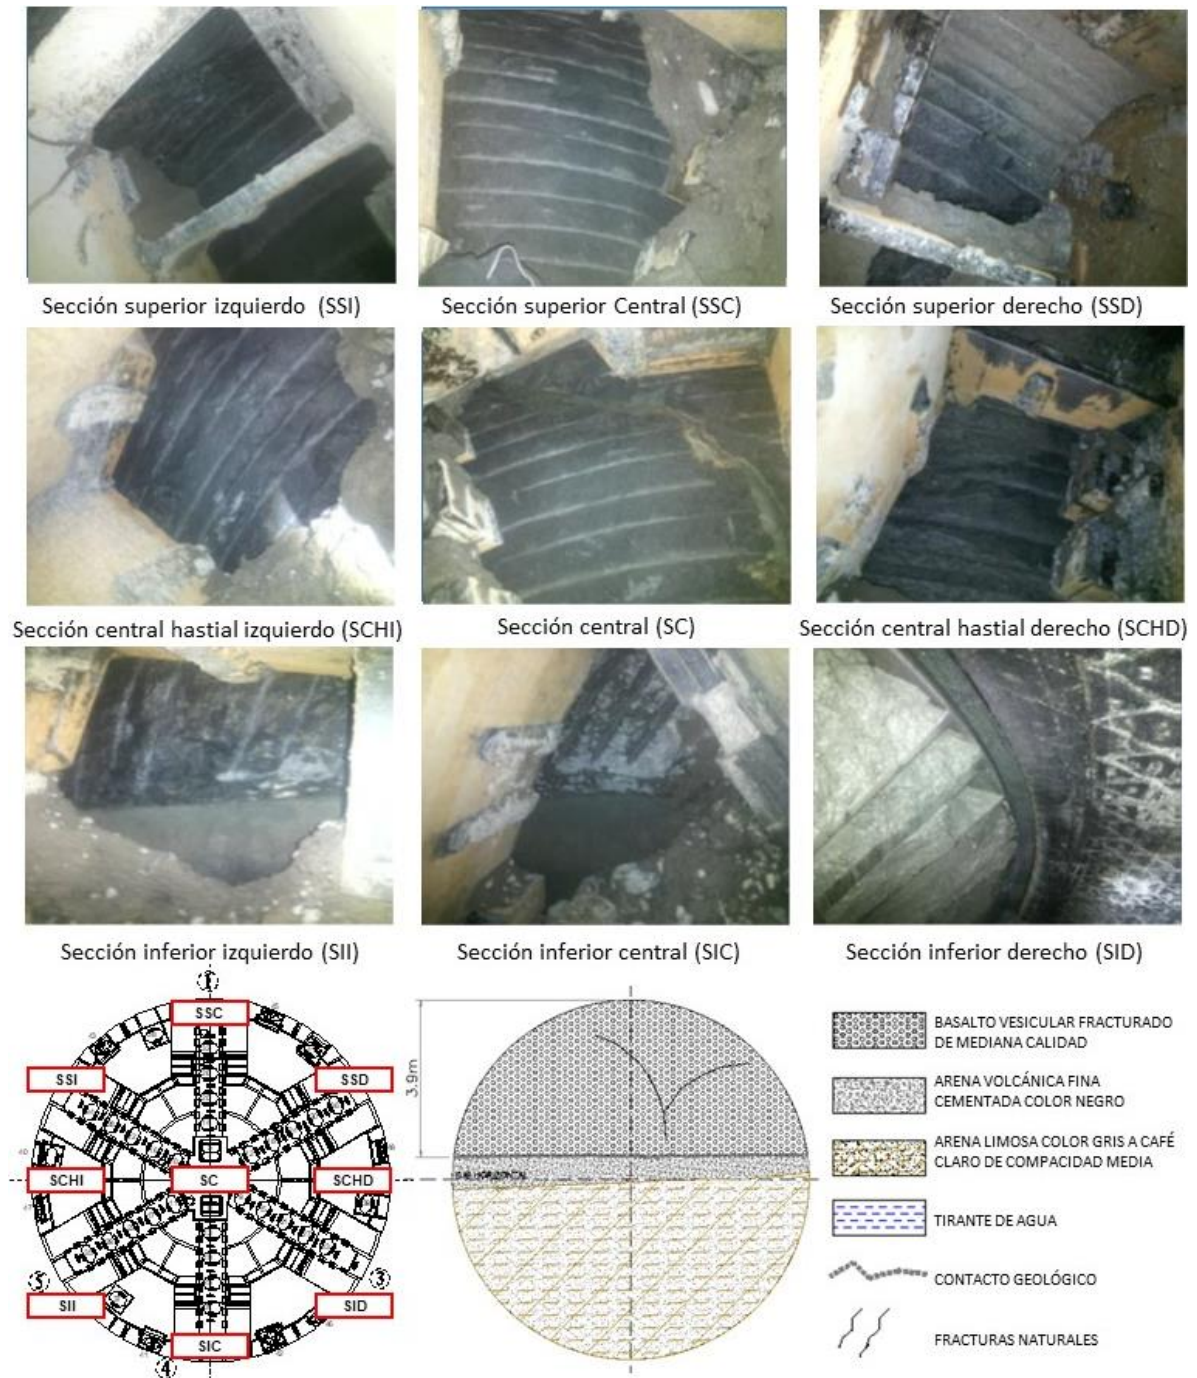 Sección superior izquierdo (SSI)
Sección superior Central (SSC)
Sección superior derecho (SSD)
Sección central hastial izquierdo (SCHI)
Sección central (SC)
Sección central hastial derecho (SCHD)
Sección inferior izquierdo (SII)
Sección inferior central (SIC)
Sección inferior derecho (SID)
1
SSC
SSI
SSD
SCHI
SC
SCHD
5
3
SII
SID
SIC
4
3.9m
EJE HORIZONTAL
BASALTO VESICULAR FRACTURADO
DE MEDIANA CALIDAD
ARENA VOLCÁNICA FINA
CEMENTADA COLOR NEGRO
ARENA LIMOSA COLOR GRIS A CAFÉ
CLARO DE COMPACIDAD MEDIA
TIRANTE DE AGUA
CONTACTO GEOLÓGICO
FRACTURAS NATURALES